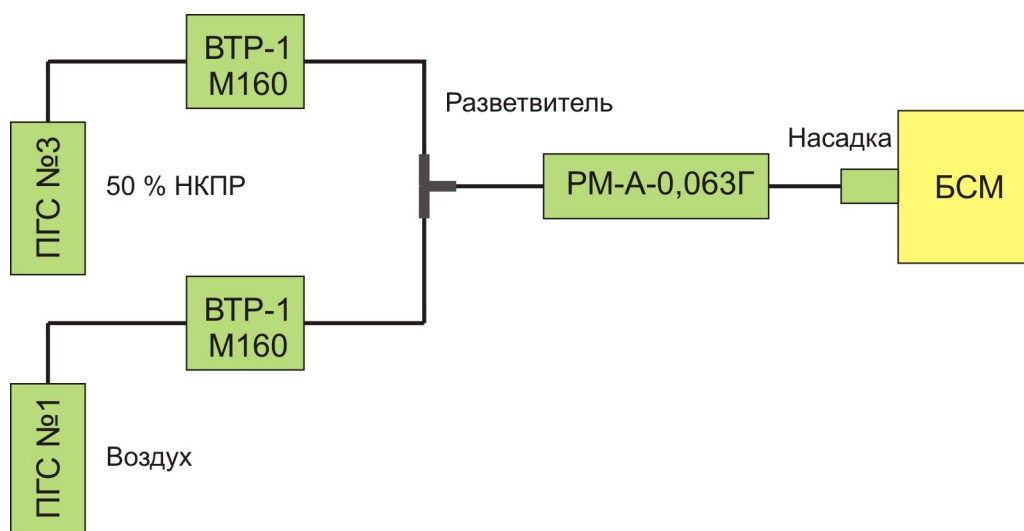 ВТР-1
М160
Разветвитель
Насадка
ПГС №3
50 % НКПР
РМ-А-0,063Г
БСМ
ВТР-1
М160
ПГС №1
Воздух